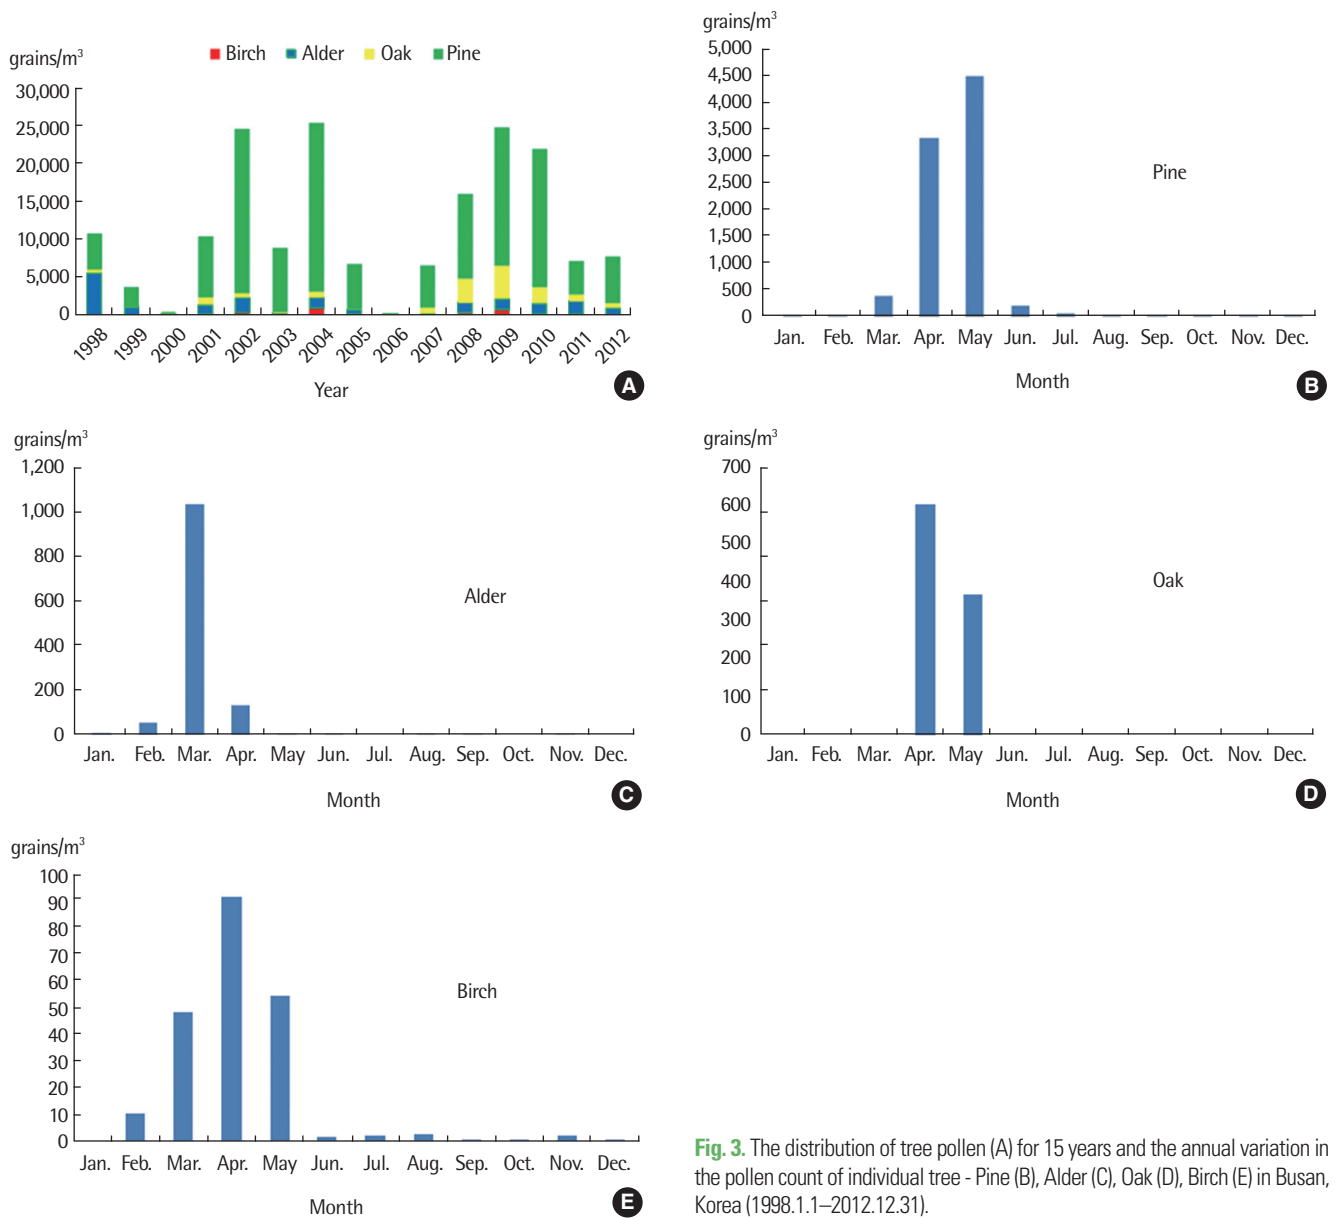 grains/m³
Birch Alder Oak Pine
30,000
25,000
20,000
15,000
10,000
5,000
0
1998 1999 2000 2001 2002 2003 2004 2005 2006 2007 2008 2009 2010 2011 2012
Year
A
grains/m³
5,000
4,500
4,000
3,500
3,000
2,500
2,000
1,500
1,000
500
0
Pine
Jan. Feb. Mar. Apr. May Jun. Jul. Aug. Sep. Oct. Nov. Dec.
Month
B
grains/m³
1,200
1,000
800
600
400
200
0
Alder
Jan. Feb. Mar. Apr. May Jun. Jul. Aug. Sep. Oct. Nov. Dec.
Month
C
grains/m³
700
600
500
400
300
200
100
0
Oak
Jan. Feb. Mar. Apr. May Jun. Jul. Aug. Sep. Oct. Nov. Dec.
Month
D
grains/m³
100
90
80
70
60
50
40
30
20
10
0
Birch
Jan. Feb. Mar. Apr. May Jun. Jul. Aug. Sep. Oct. Nov. Dec.
Month
E
Fig. 3. The distribution of tree pollen (A) for 15 years and the annual variation in
the pollen count of individual tree - Pine (B), Alder (C), Oak (D), Birch (E) in Busan,
Korea (1998.1.1–2012.12.31).